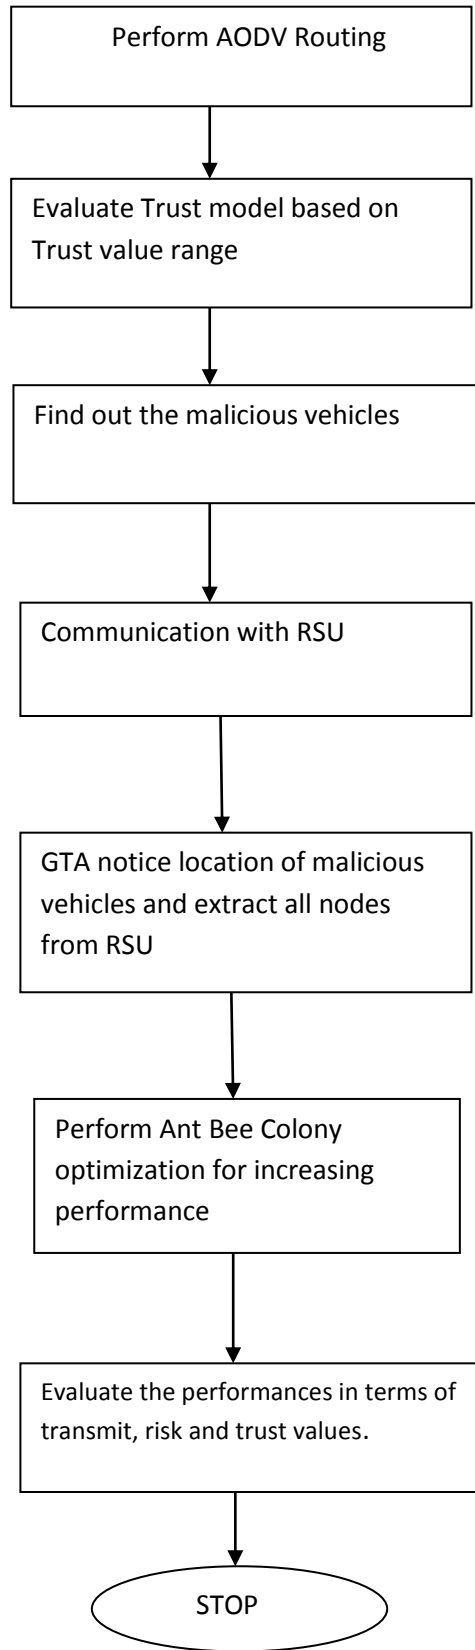 Perform AODV Routing
Evaluate Trust model based on
Trust value range
Find out the malicious vehicles
Communication with RSU
GTA notice location of malicious
vehicles and extract all nodes
from RSU
Perform Ant Bee Colony
optimization for increasing
performance
Evaluate the performances in terms of
transmit, risk and trust values.
STOP